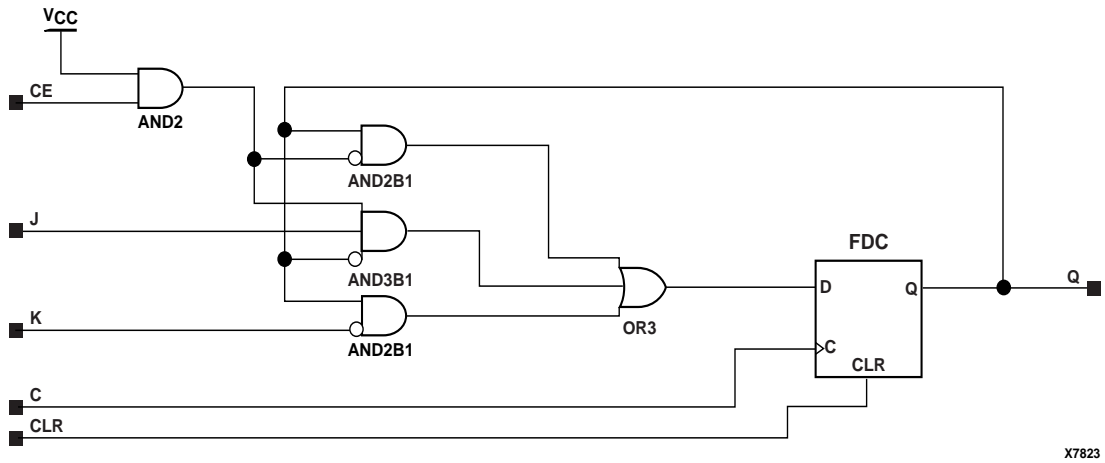 VCC
CE
AND2
AND2B1
J
AND3B1
K
AND2B1
OR3
FDC
D
Q
C
CLR
Q
C
CLR
X7823